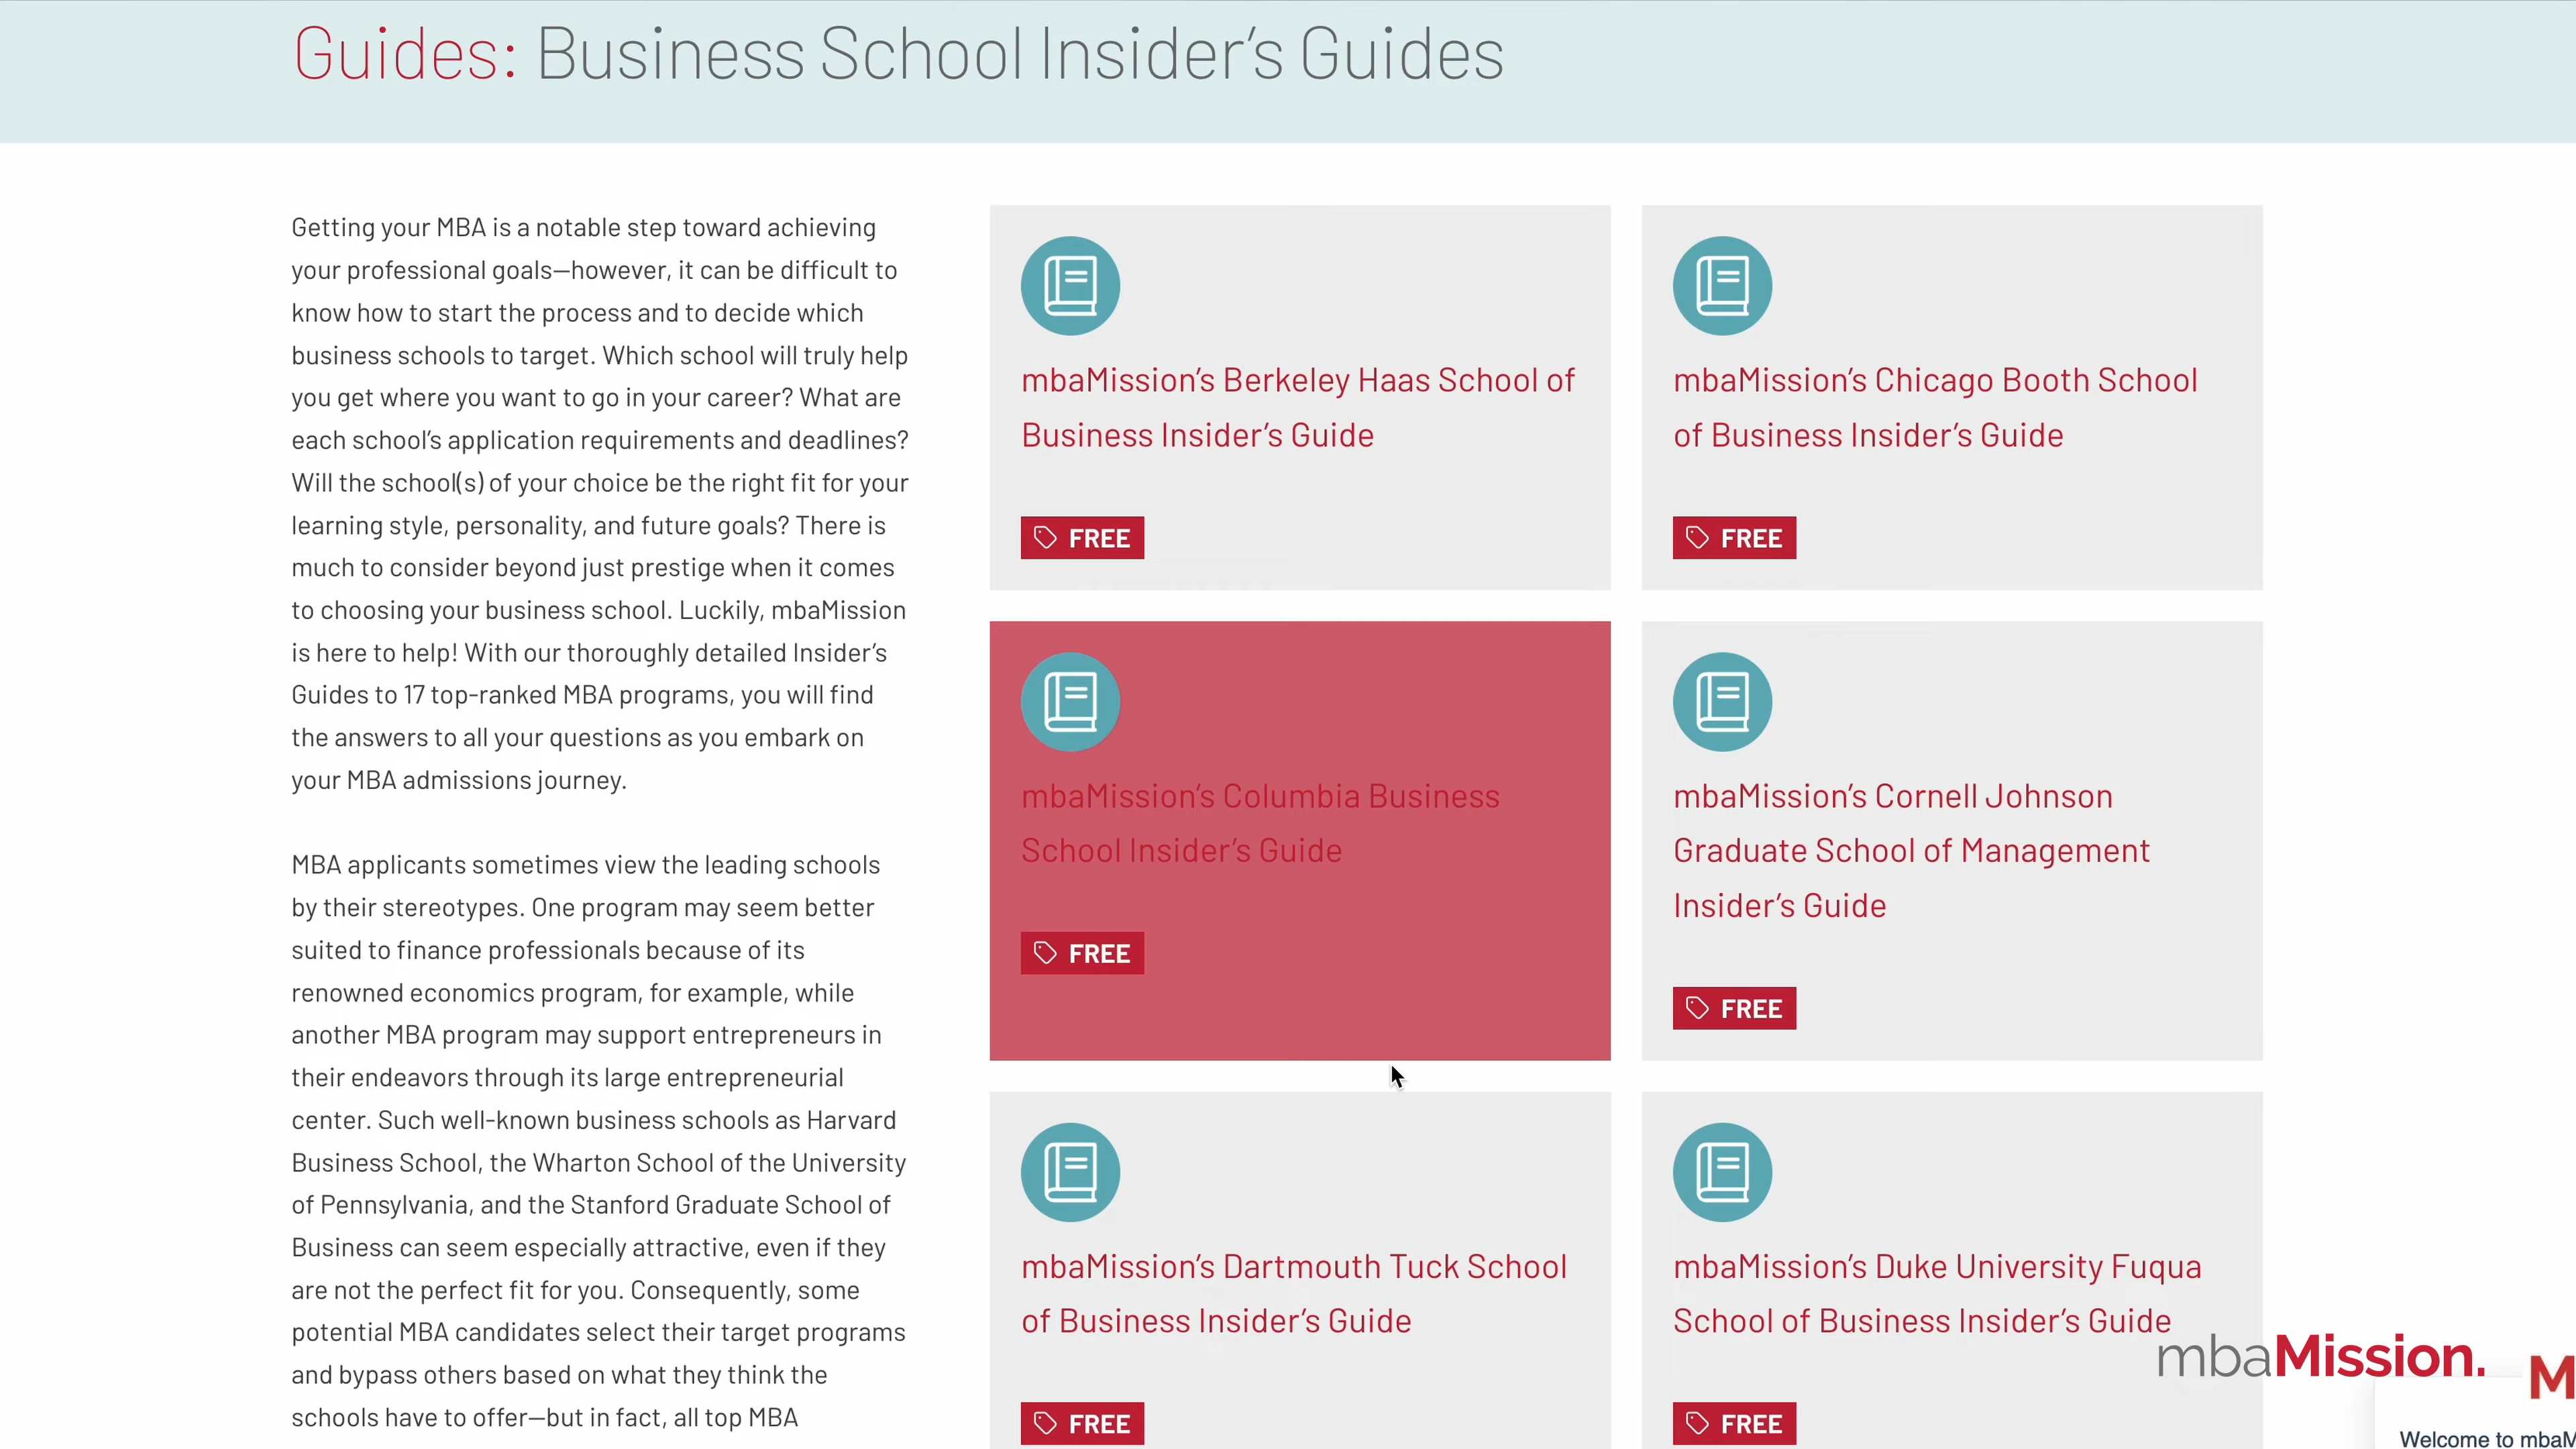 Guides: Business School Insider's Guides
Getting your MBA is a notable step toward achieving
your professional goals—however, it can be difficult to
know how to start the process and to decide which
business schools to target. Which school will truly help
you get where you want to go in your career? What are
each school's application requirements and deadlines?
Will the school(s) of your choice be the right fit for your
learning style, personality, and future goals? There is
much to consider beyond just prestige when it comes
to choosing your business school. Luckily, mbaMission
is here to help! With our thoroughly detailed Insider's
Guides to 17 top-ranked MBA programs, you will find
the answers to all your questions as you embark on
your MBA admissions journey.
MBA applicants sometimes view the leading schools
by their stereotypes. One program may seem better
suited to finance professionals because of its
renowned economics program, for example, while
another MBA program may support entrepreneurs in
their endeavors through its large entrepreneurial
center. Such well-known business schools as Harvard
Business School, the Wharton School of the University
of Pennsylvania, and the Stanford Graduate School of
Business can seem especially attractive, even if they
are not the perfect fit for you. Consequently, some
potential MBA candidates select their target programs
and bypass others based on what they think the
schools have to offer—but in fact, all top MBA
mbaMission's Berkeley Haas School of
Business Insider's Guide
FREE
mbaMission's Chicago Booth School
of Business Insider's Guide
FREE
mbaMission's Columbia Business
School Insider's Guide
FREE
mbaMission's Cornell Johnson
Graduate School of Management
Insider's Guide
FREE
mbaMission's Dartmouth Tuck School
of Business Insider's Guide
FREE
mbaMission's Duke University Fuqua
School of Business Insider's Guide
FREE
mbaMission.
M
Welcome to mbaM